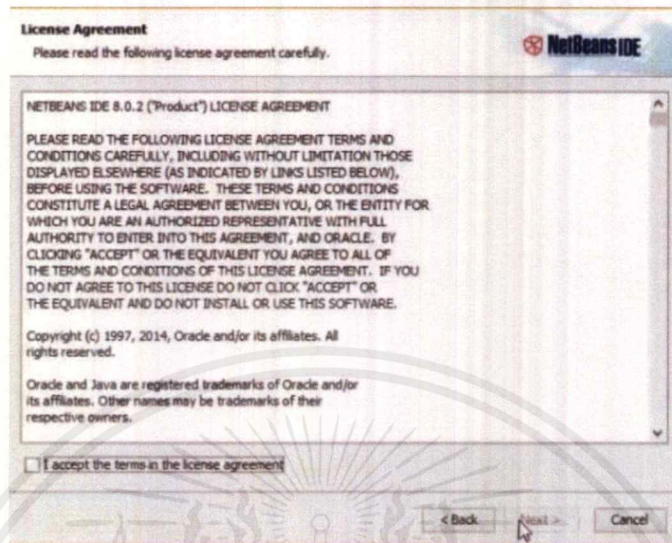 License Agreement
Please read the following license agreement carefully.
NetBeans IDE
NETBEANS IDE 8.0.2 ("Product") LICENSE AGREEMENT
PLEASE READ THE FOLLOWING LICENSE AGREEMENT TERMS AND
CONDITIONS CAREFULLY, INCLUDING WITHOUT LIMITATION THOSE
DISPLAYED ELSEWHERE (AS INDICATED BY LINKS LISTED BELOW),
BEFORE USING THE SOFTWARE. THESE TERMS AND CONDITIONS
CONSTITUTE A LEGAL AGREEMENT BETWEEN YOU, OR THE ENTITY FOR
WHICH YOU ARE AN AUTHORIZED REPRESENTATIVE WITH FULL
AUTHORITY TO ENTER INTO THIS AGREEMENT, AND ORACLE. BY
CLICKING "ACCEPT" OR THE EQUIVALENT YOU AGREE TO ALL OF
THE TERMS AND CONDITIONS OF THIS LICENSE AGREEMENT. IF YOU
DO NOT AGREE TO THIS LICENSE DO NOT CLICK "ACCEPT" OR
THE EQUIVALENT AND DO NOT INSTALL OR USE THIS SOFTWARE.
Copyright (c) 1997, 2014, Oracle and/or its affiliates. All
rights reserved.
Oracle and Java are registered trademarks of Oracle and/or
its affiliates. Other names may be trademarks of their
respective owners.
I accept the terms in the license agreement
< Back
Next >
Cancel